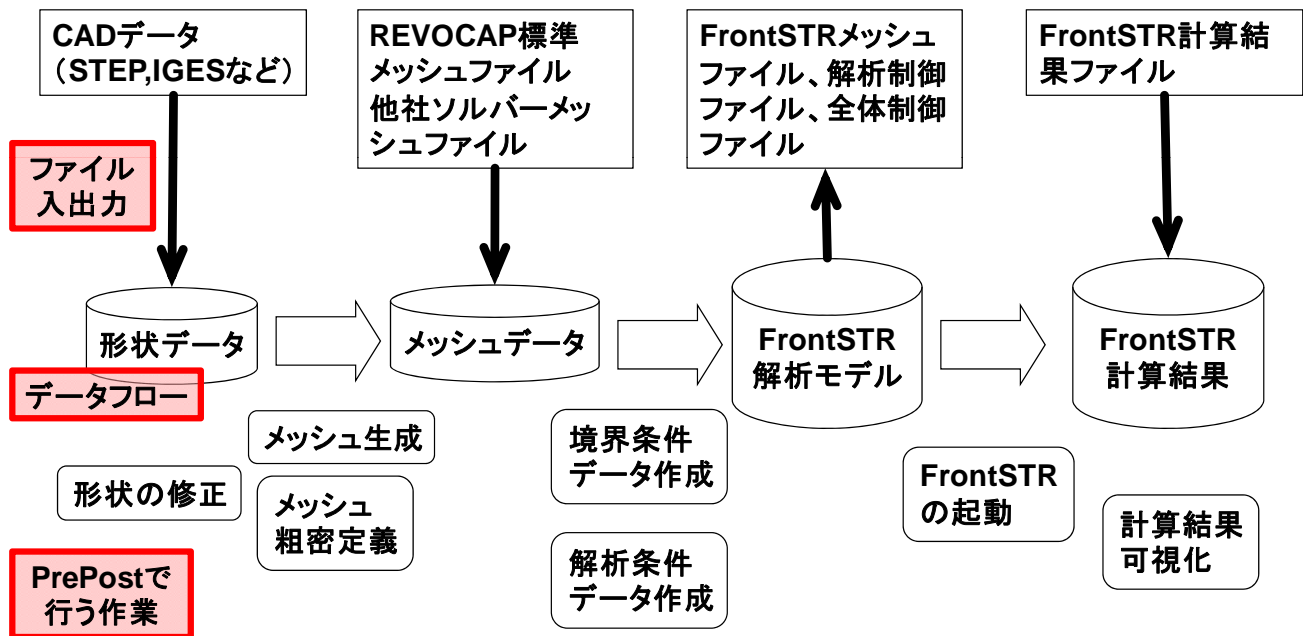 CADデータ
（STEP,IGESなど）
REVOCAP標準
メッシュファイル
他社ソルバーメッ
シュファイル
FrontSTRメッシュ
ファイル、解析制御
ファイル、全体制御
ファイル
FrontSTR計算結
果ファイル
ファイル
入出力
形状データ
メッシュデータ
FrontSTR
解析モデル
FrontSTR
計算結果
データフロー
メッシュ生成
境界条件
データ作成
FrontSTR
の起動
形状の修正
メッシュ
粗密定義
計算結果
可視化
解析条件
データ作成
PrePostで
行う作業